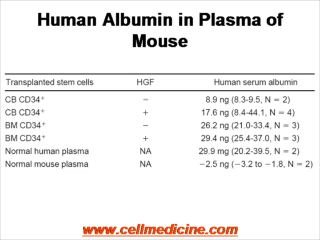 Human Albumin in Plasma of
Mouse
Transplanted stem cells HGF Human serum albumin
CB CD34⁺ − 8.9 ng (8.3-9.5, N = 2)
CB CD34⁺ + 17.6 ng (8.4-44.1, N = 4)
BM CD34⁺ − 26.2 ng (21.0-33.4, N = 3)
BM CD34⁺ + 29.4 ng (25.4-37.0, N = 3)
Normal human plasma NA 29.9 mg (20.2-39.5, N = 2)
Normal mouse plasma NA −2.5 ng (−3.2 to −1.8, N = 2)
www.cellmedicine.com